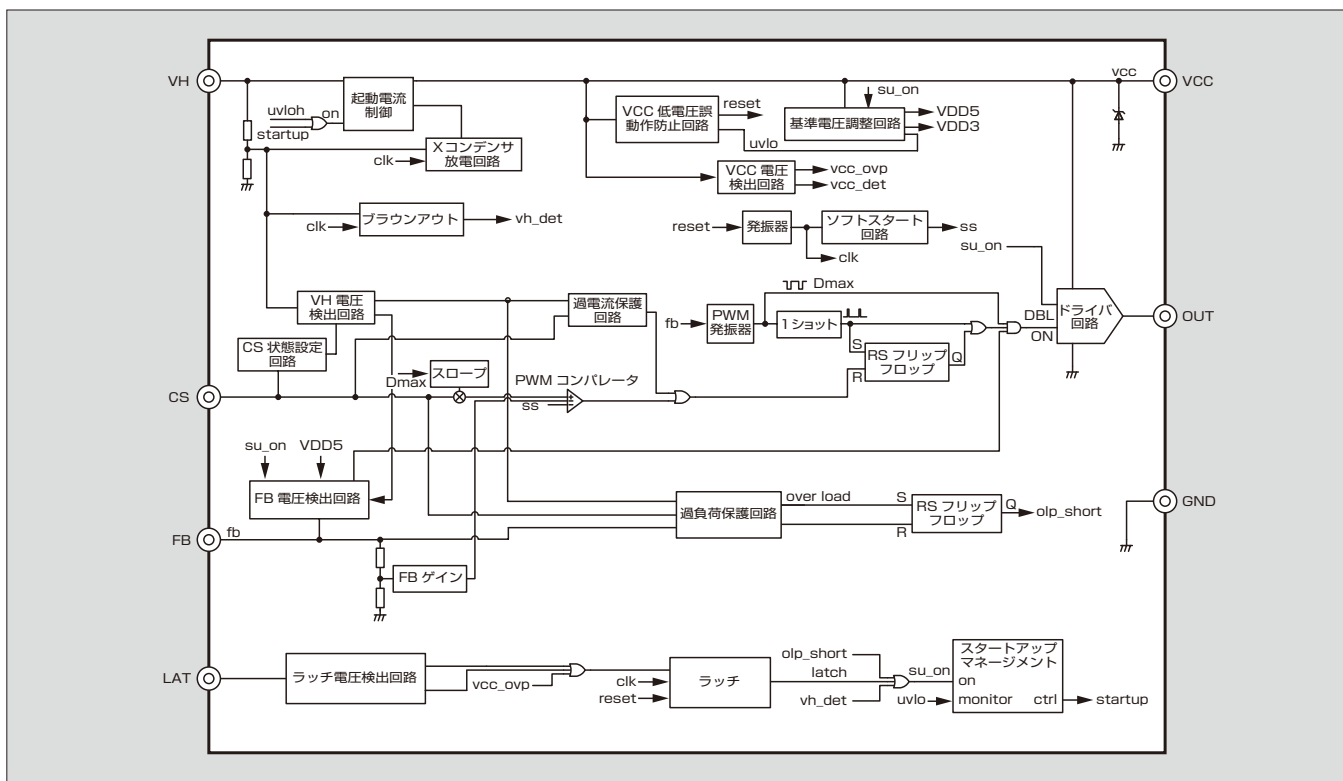 VH
VCC
vcc
uvloh
on
startup
起動電流
制御
clk
Xコンデンサ
放電回路
VCC 低電圧誤
動作防止回路
reset
uvlo
su_on
基準電圧調整回路
VDD5
VDD3
VCC 電圧
検出回路
vcc_ovp
vcc_det
clk
ブラウンアウト
vh_det
reset
発振器
ソフトスタート
回路
ss
clk
su_on
VH 電圧
検出回路
過電流保護
回路
fb
PWM
発振器
Dmax
1ショット
DBL
ON
ドライバ
回路
OUT
CS 状態設定
回路
スロープ
Dmax
PWM コンパレータ
ss
S
R
RS フリップ
フロップ
Q
CS
su_on
VDD5
FB 電圧検出回路
FB
fb
FB ゲイン
過負荷保護回路
over load
S
R
RS フリップ
フロップ
Q
olp_short
GND
LAT
ラッチ電圧検出回路
vcc_ovp
clk
reset
ラッチ
olp_short
latch
vh_det
su_on
uvlo
スタートアップ
マネージメント
on
monitor
ctrl
startup